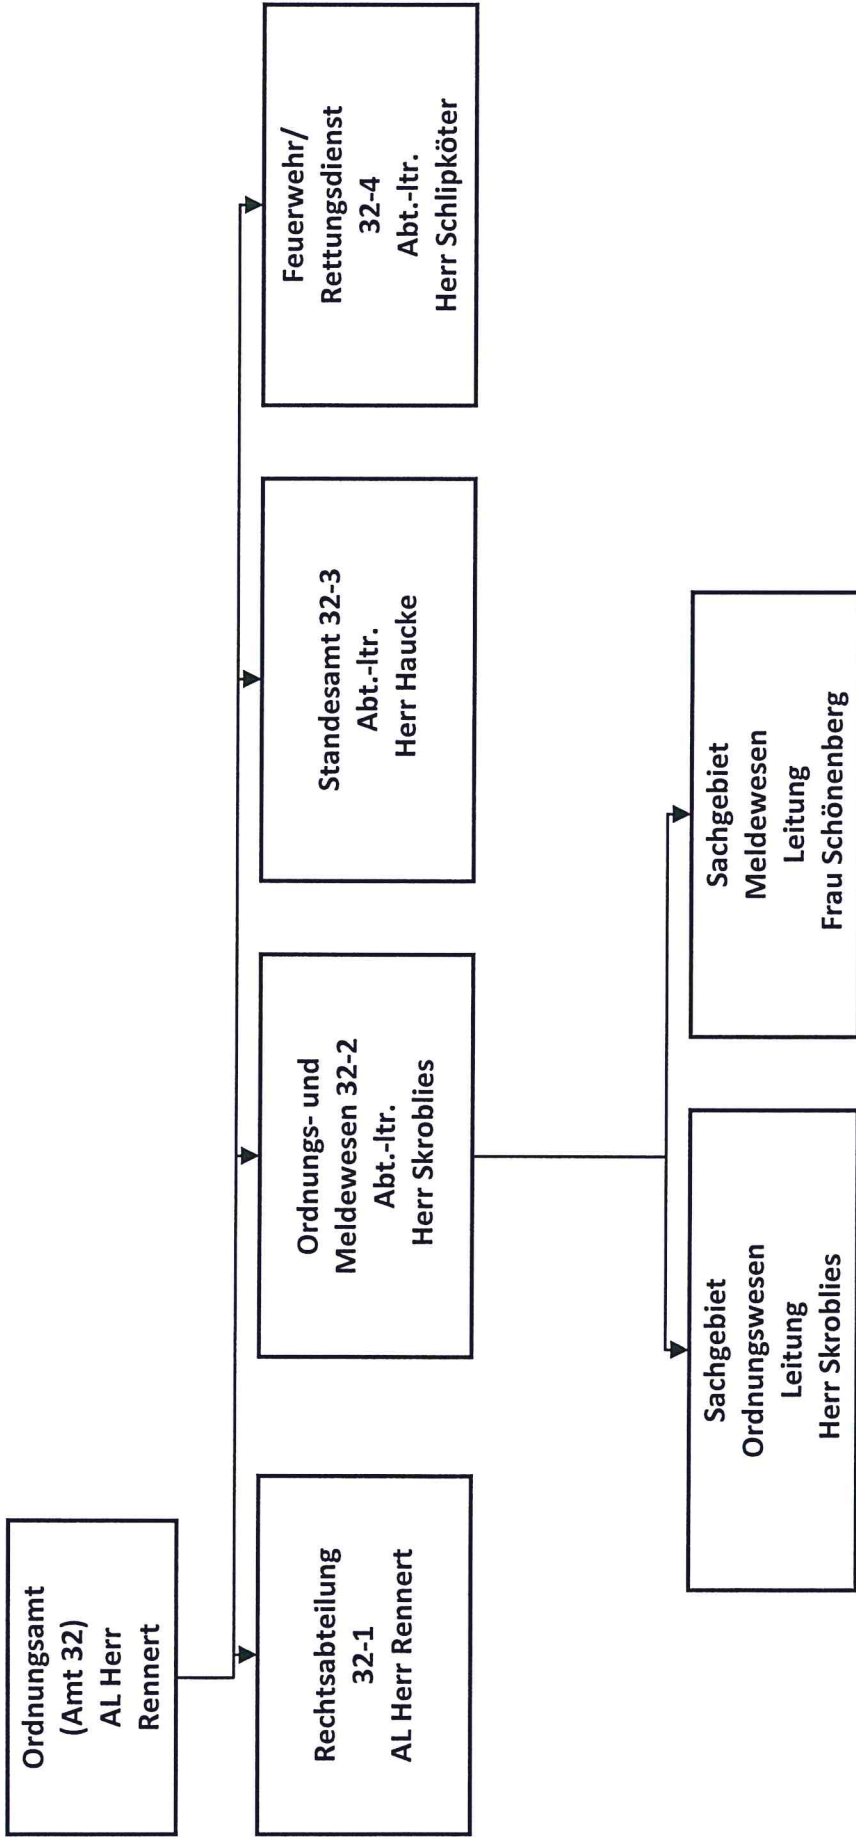 Ordnungsamt
(Amt 32)
AL Herr
Rennert
Rechtsabteilung
32-1
AL Herr Rennert
Ordnungs- und
Meldewesen 32-2
Abt.-ltr.
Herr Skroblies
Standesamt 32-3
Abt.-ltr.
Herr Haucke
Feuerwehr/
Rettungsdienst
32-4
Abt.-ltr.
Herr Schlipköter
Sachgebiet
Ordnungswesen
Leitung
Herr Skroblies
Sachgebiet
Meldewesen
Leitung
Frau Schönenberg